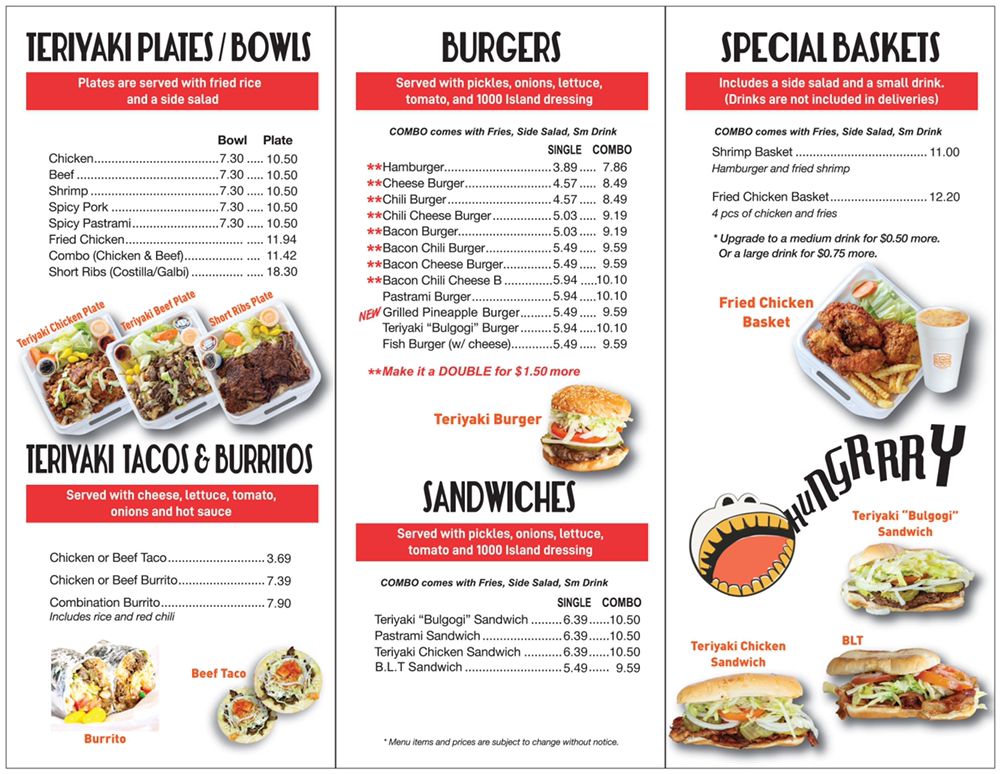 TERIYAKI PLATES / BOWLS
Plates are served with fried rice
and a side salad
Bowl Plate
Chicken..............................7.30 ..... 10.50
Beef ..................................7.30 ..... 10.50
Shrimp ..............................7.30 ..... 10.50
Spicy Pork .........................7.30 ..... 10.50
Spicy Pastrami...................7.30 ..... 10.50
Fried Chicken............................ ..... 11.94
Combo (Chicken & Beef)................. .... 11.42
Short Ribs (Costilla/Galbi) ............. ..... 18.30
Teriyaki Chicken Plate
Teriyaki Beef Plate
Short Ribs Plate
TERIYAKI TACOS & BURRITOS
Served with cheese, lettuce, tomato,
onions and hot sauce
Chicken or Beef Taco............................ 3.69
Chicken or Beef Burrito......................... 7.39
Combination Burrito.............................. 7.90
Includes rice and red chili
Burrito
Beef Taco
BURGERS
Served with pickles, onions, lettuce,
tomato, and 1000 Island dressing
COMBO comes with Fries, Side Salad, Sm Drink
SINGLE COMBO
**Hamburger..........................3.89 ..... 7.86
**Cheese Burger.....................4.57 ..... 8.49
**Chili Burger..........................4.57 ..... 8.49
**Chili Cheese Burger..............5.03 ..... 9.19
**Bacon Burger.......................5.03 ..... 9.19
**Bacon Chili Burger................5.49 ..... 9.59
**Bacon Cheese Burger...........5.49 ..... 9.59
**Bacon Chili Cheese B ...........5.94 .....10.10
Pastrami Burger....................5.94 .....10.10
NEW Grilled Pineapple Burger.........5.49 ..... 9.59
Teriyaki “Bulgogi” Burger .......5.94 .....10.10
Fish Burger (w/ cheese)............5.49 ..... 9.59
**Make it a DOUBLE for $1.50 more
Teriyaki Burger
SANDWICHES
Served with pickles, onions, lettuce,
tomato and 1000 Island dressing
COMBO comes with Fries, Side Salad, Sm Drink
SINGLE COMBO
Teriyaki “Bulgogi” Sandwich .........6.39......10.50
Pastrami Sandwich .......................6.39......10.50
Teriyaki Chicken Sandwich ...........6.39......10.50
B.L.T Sandwich ............................5.49 ..... 9.59
* Menu items and prices are subject to change without notice.
SPECIAL BASKETS
Includes a side salad and a small drink.
(Drinks are not included in deliveries)
COMBO comes with Fries, Side Salad, Sm Drink
Shrimp Basket ....................................... 11.00
Hamburger and fried shrimp
Fried Chicken Basket............................. 12.20
4 pcs of chicken and fries
* Upgrade to a medium drink for $0.50 more.
Or a large drink for $0.75 more.
Fried Chicken
Basket
HUNGRRRY
Teriyaki “Bulgogi”
Sandwich
Teriyaki Chicken
Sandwich
BLT